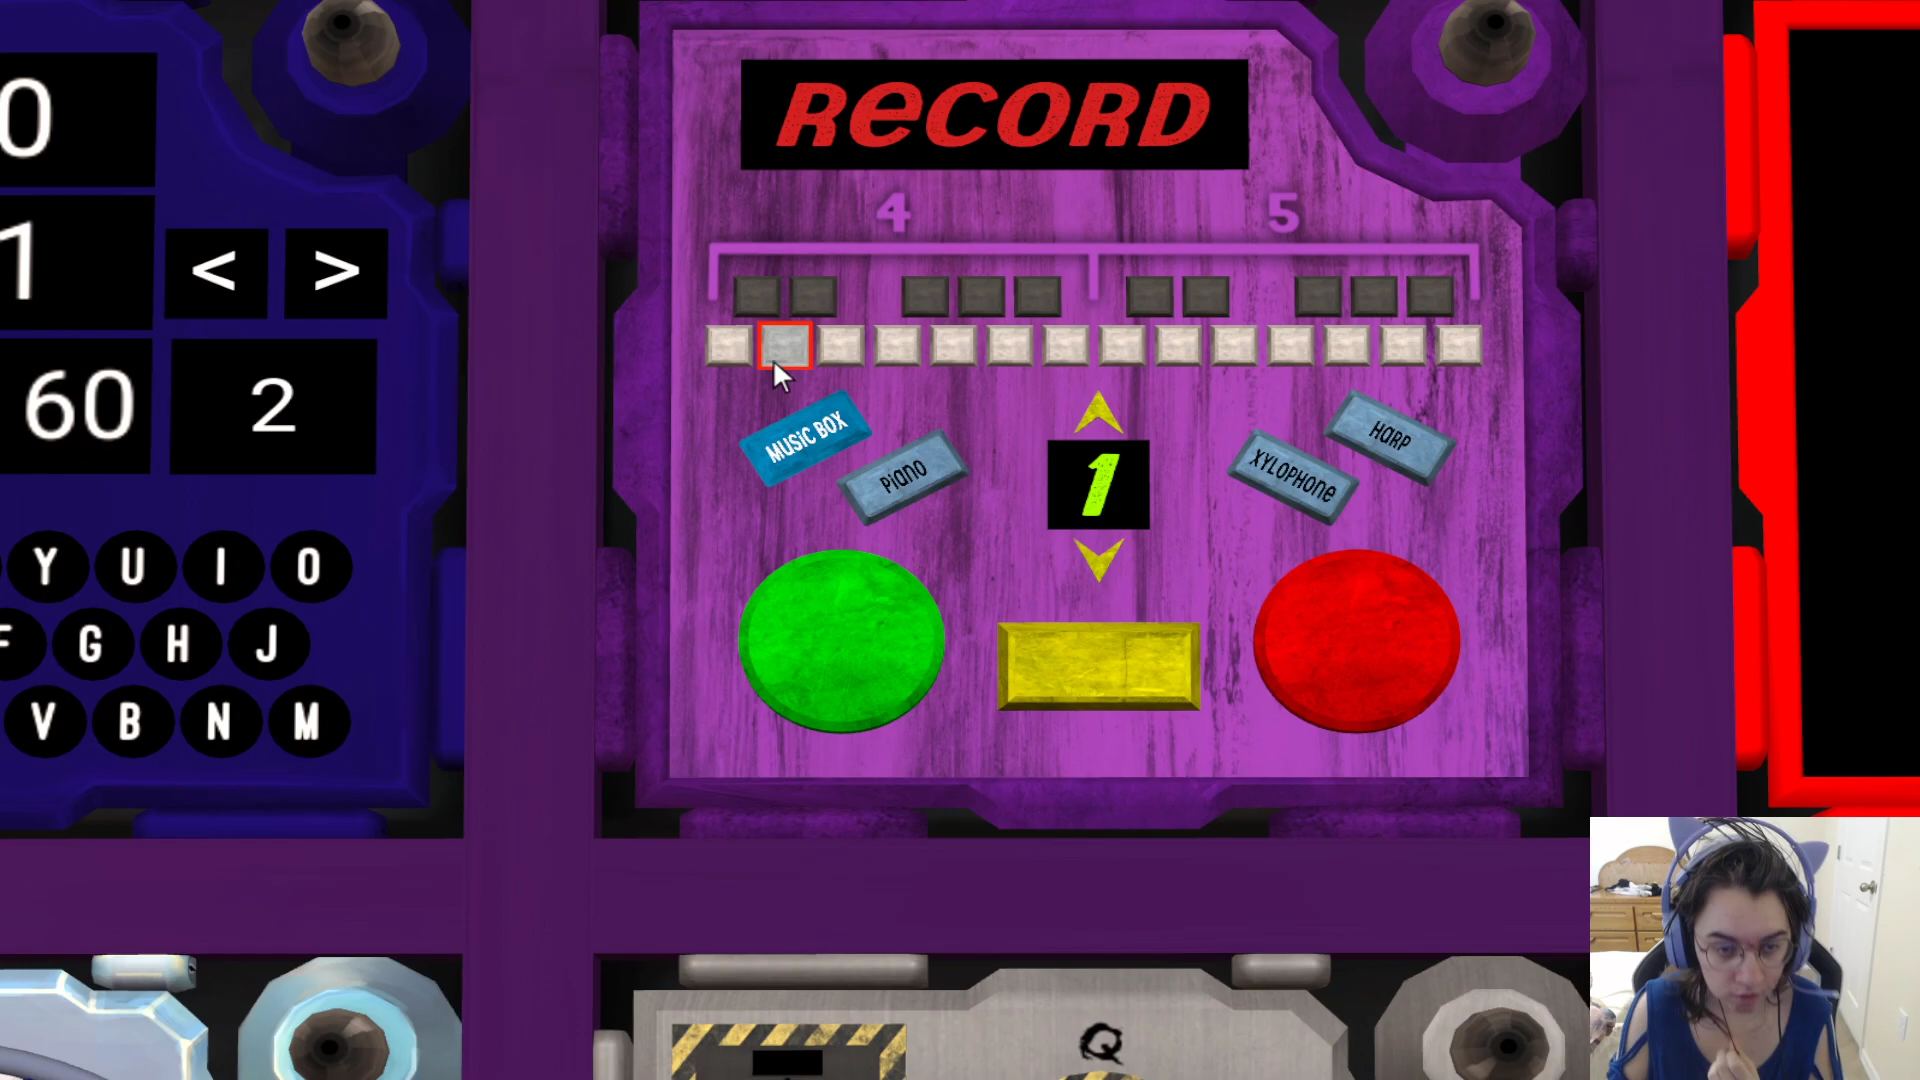 0
1
< >
60
2
Y U I O
F G H J
V B N M
RECORD
4 5
MUSIC BOX
PIANO
1
XYLOPHONE
HARP
Q